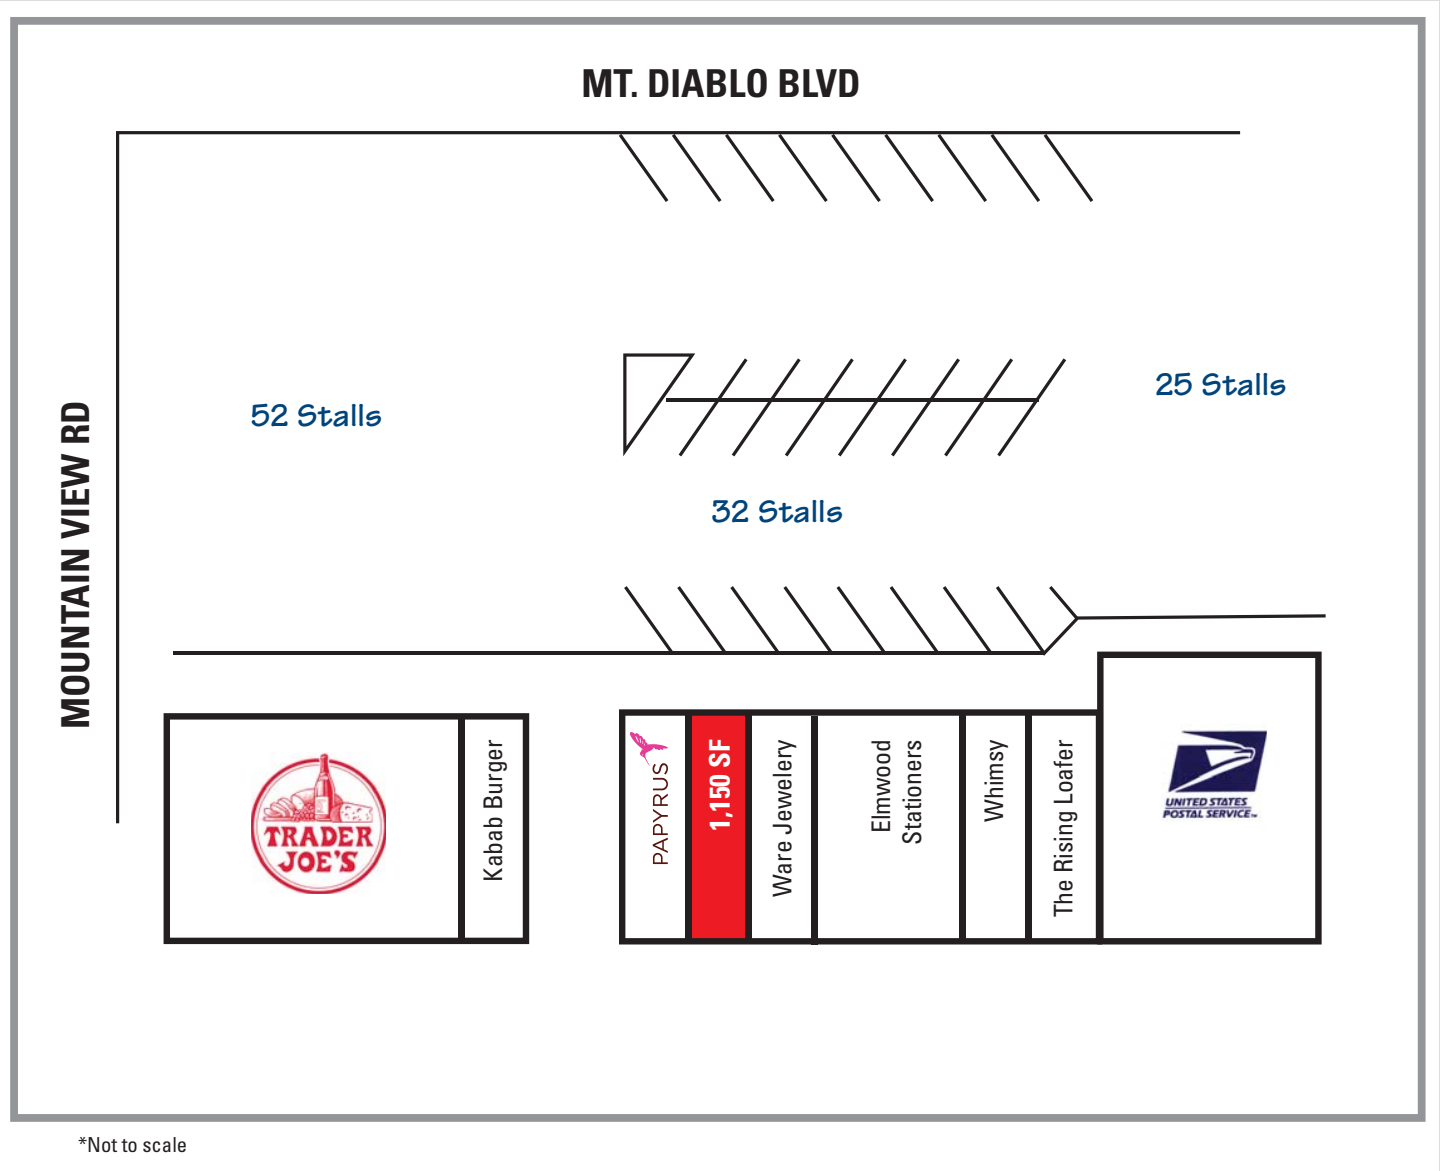 MT. DIABLO BLVD
MOUNTAIN VIEW RD
52 Stalls
25 Stalls
32 Stalls
TRADER
JOE'S
Kabab Burger
PAPYRUS
1,150 SF
Ware Jewelery
Elmwood
Stationers
Whimsy
The Rising Loafer
UNITED STATES
POSTAL SERVICE™
*Not to scale